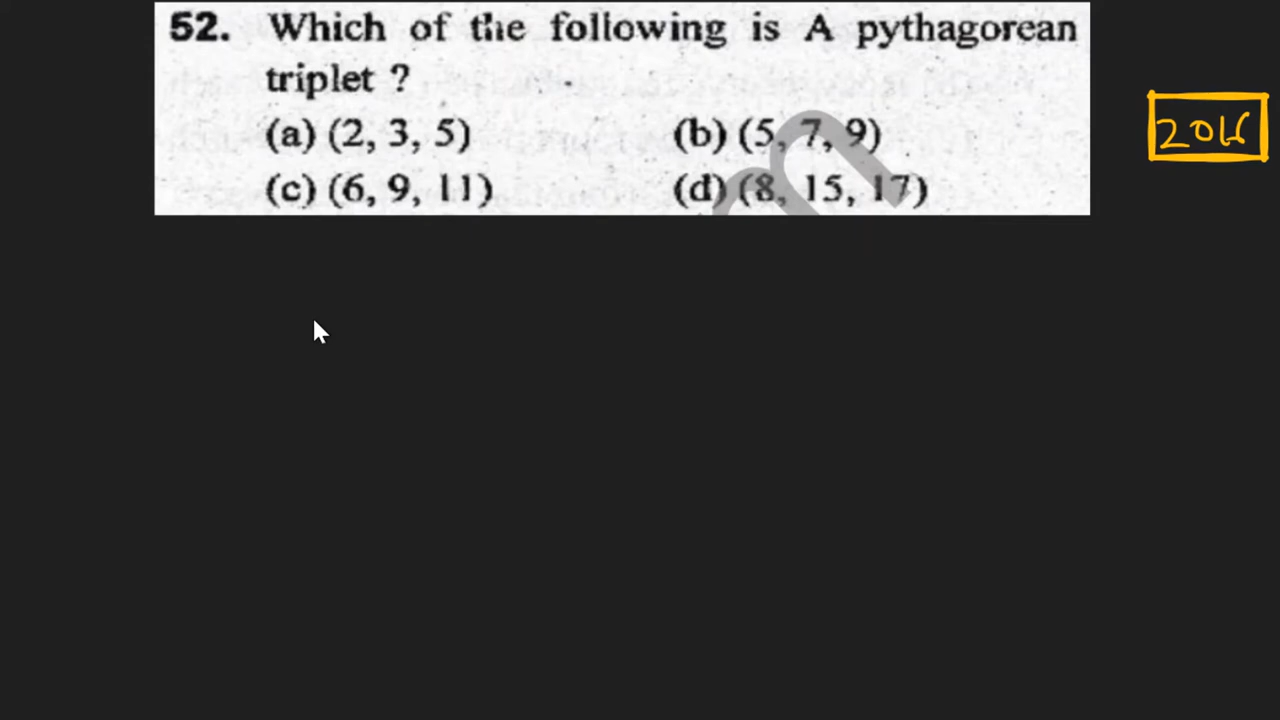 52. Which of the following is A pythagorean
triplet ?
(a) (2, 3, 5) (b) (5, 7, 9)
(c) (6, 9, 11) (d) (8, 15, 17)